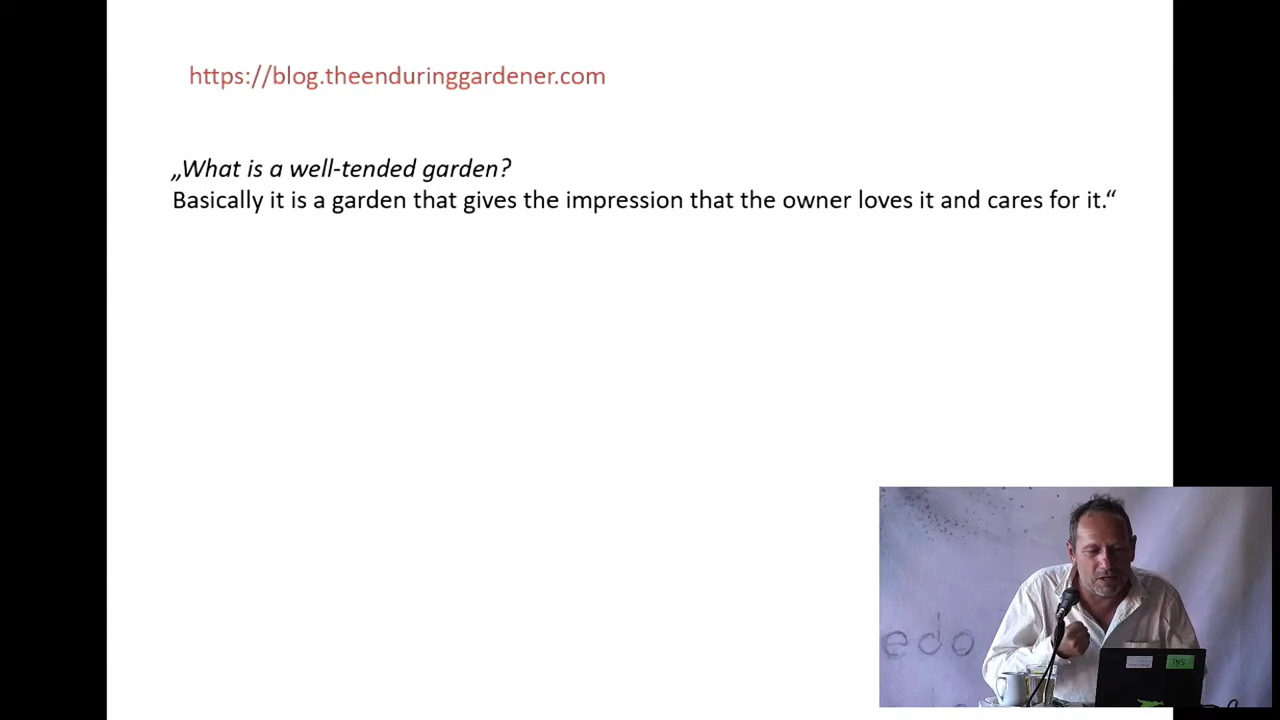 https://blog.theenduringgardener.com
„What is a well-tended garden?
Basically it is a garden that gives the impression that the owner loves it and cares for it.“
edo